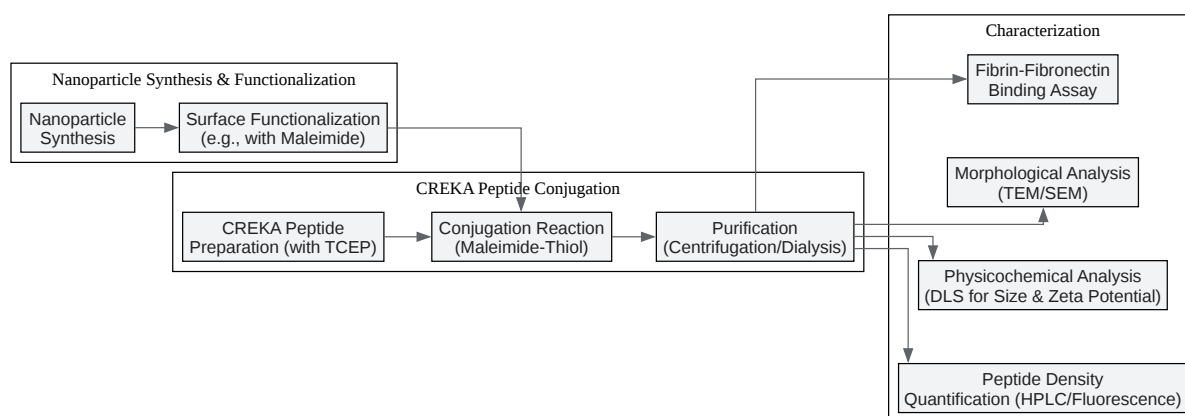 Nanoparticle Synthesis & Functionalization
Nanoparticle
Synthesis
Surface Functionalization
(e.g., with Maleimide)
CREKA Peptide Conjugation
CREKA Peptide
Preparation (with TCEP)
Conjugation Reaction
(Maleimide-Thiol)
Purification
(Centrifugation/Dialysis)
Characterization
Fibrin-Fibronectin
Binding Assay
Morphological Analysis
(TEM/SEM)
Physicochemical Analysis
(DLS for Size & Zeta Potential)
Peptide Density
Quantification (HPLC/Fluorescence)